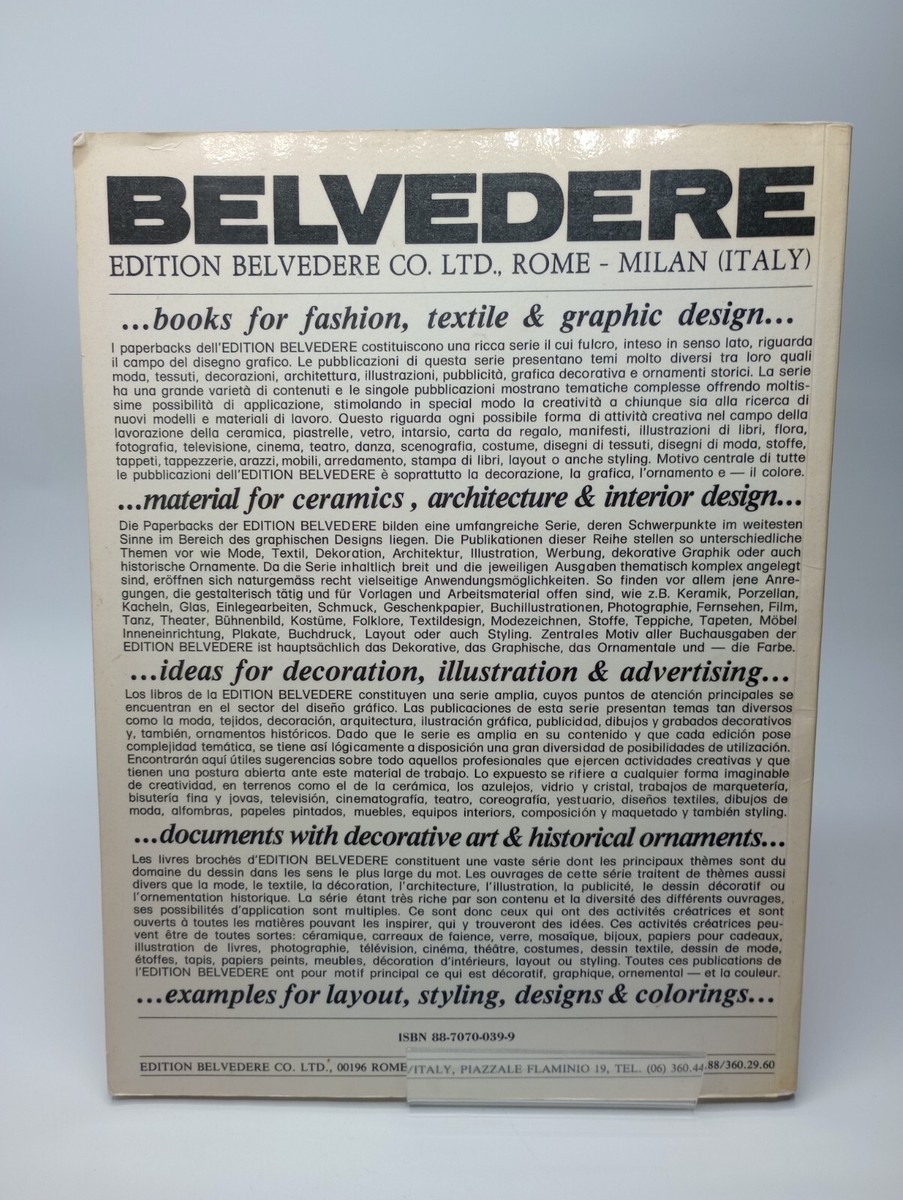 BELVEDERE
EDITION BELVEDERE CO. LTD., ROME - MILAN (ITALY)
...books for fashion, textile & graphic design...
I paperbacks dell'EDITION BELVEDERE costituiscono una ricca serie il cui fulcro, inteso in senso lato, riguarda
il campo del disegno grafico. Le pubblicazioni di questa serie presentano temi molto diversi tra loro quali
moda, tessuti, decorazioni, architettura, illustrazioni, pubblicità, grafica decorativa e ornamenti storici. La serie
ha una grande varietà di contenuti e le singole pubblicazioni mostrano tematiche complesse offrendo moltis-
sime possibilità di applicazione, stimolando in special modo la creatività a chiunque sia alla ricerca di
nuovi modelli e materiali di lavoro. Questo riguarda ogni possibile forma di attività creativa nel campo della
lavorazione della ceramica, piastrelle, vetro, intarsio, carta da regalo, manifesti, illustrazioni di libri, flora,
fotografia, televisione, cinema, teatro, danza, scenografia, costume, disegni di tessuti, disegni di moda, stoffe,
tappeti, tappezzerie, arazzi, mobili, arredamento, stampa di libri, layout o anche styling. Motivo centrale di tutte
le pubblicazioni dell'EDITION BELVEDERE è soprattutto la decorazione, la grafica, l'ornamento e — il colore.
...material for ceramics , architecture & interior design...
Die Paperbacks der EDITION BELVEDERE bilden eine umfangreiche Serie, deren Schwerpunkte im weitesten
Sinne im Bereich des graphischen Designs liegen. Die Publikationen dieser Reihe stellen so unterschiedliche
Themen vor wie Mode, Textil, Dekoration, Architektur, Illustration, Werbung, dekorative Graphik oder auch
historische Ornamente. Da die Serie inhaltlich breit und die jeweiligen Ausgaben thematisch komplex angelegt
sind, eröffnen sich naturgemäss recht vielseitige Anwendungsmöglichkeiten. So finden vor allem jene Anre-
gungen, die gestalterisch tätig und für Vorlagen und Arbeitsmaterial offen sind, wie z.B. Keramik, Porzellan,
Kacheln, Glas, Einlegearbeiten, Schmuck, Geschenkpapier, Buchillustrationen, Photographie, Fernsehen, Film,
Tanz, Theater, Bühnenbild, Kostüme, Folklore, Textildesign, Modezeichnen, Stoffe, Teppiche, Tapeten, Möbel
Inneneinrichtung, Plakate, Buchdruck, Layout oder auch Styling. Zentrales Motiv aller Buchausgaben der
EDITION BELVEDERE ist hauptsächlich das Dekorative, das Graphische, das Ornamentale und — die Farbe.
...ideas for decoration, illustration & advertising...
Los libros de la EDITION BELVEDERE constituyen una serie amplia, cuyos puntos de atención principales se
encuentran en el sector del diseño gráfico. Las publicaciones de esta serie presentan temas tan diversos
como la moda, tejidos, decoración, arquitectura, ilustración gráfica, publicidad, dibujos y grabados decorativos
y, también, ornamentos históricos. Dado que le serie es amplia en su contenido y que cada edición pose
complejidad temática, se tiene así lógicamente a disposición una gran diversidad de posibilidades de utilización.
Encontrarán aquí útiles sugerencias sobre todo aquellos profesionales que ejercen actividades creativas y que
tienen una postura abierta ante este material de trabajo. Lo expuesto se rifiere a cualquier forma imaginable
de creatividad, en terrenos como el de la cerámica, los azulejos, vidrio y cristal, trabajos de marquetería,
bisutería fina y jovas, televisión, cinematografía, teatro, coreografía, yestuario, diseños textiles, dibujos de
moda, alfombras, papeles pintados, muebles, equipos interiors, composición y maquetado y también styling.
...documents with decorative art & historical ornaments...
Les livres brochés d'EDITION BELVEDERE constituent une vaste série dont les principaux thèmes sont du
domaine du dessin dans les sens le plus large du mot. Les ouvrages de cette série traitent de thèmes aussi
divers que la mode, le textile, la décoration, l'architecture, l'illustration, la publicité, le dessin décoratif ou
l'ornementation historique. La série étant très riche par son contenu et la diversité des différents ouvrages,
ses possibilités d'application sont multiples. Ce sont donc ceux qui ont des activités créatrices et sont
ouverts à toutes les matières pouvant les inspirer, qui y trouveront des idées. Ces activités créatrices peu-
vent être de toutes sortes: céramique, carreaux de faience, verre, mosaïque, bijoux, papiers pour cadeaux,
illustration de livres, photographie, télévision, cinéma, théâtre, costumes, dessin textile, dessin de mode,
étoffes, tapis, papiers peints, meubles, décoration d'intérieurs, layout ou styling. Toutes ces publications de
l'EDITION BELVEDERE ont pour motif principal ce qui est décoratif, graphique, ornemental — et la couleur.
...examples for layout, styling, designs & colorings...
ISBN 88-7070-039-9
EDITION BELVEDERE CO. LTD., 00196 ROME/ITALY, PIAZZALE FLAMINIO 19, TEL. (06) 360.44.88/360.29.60